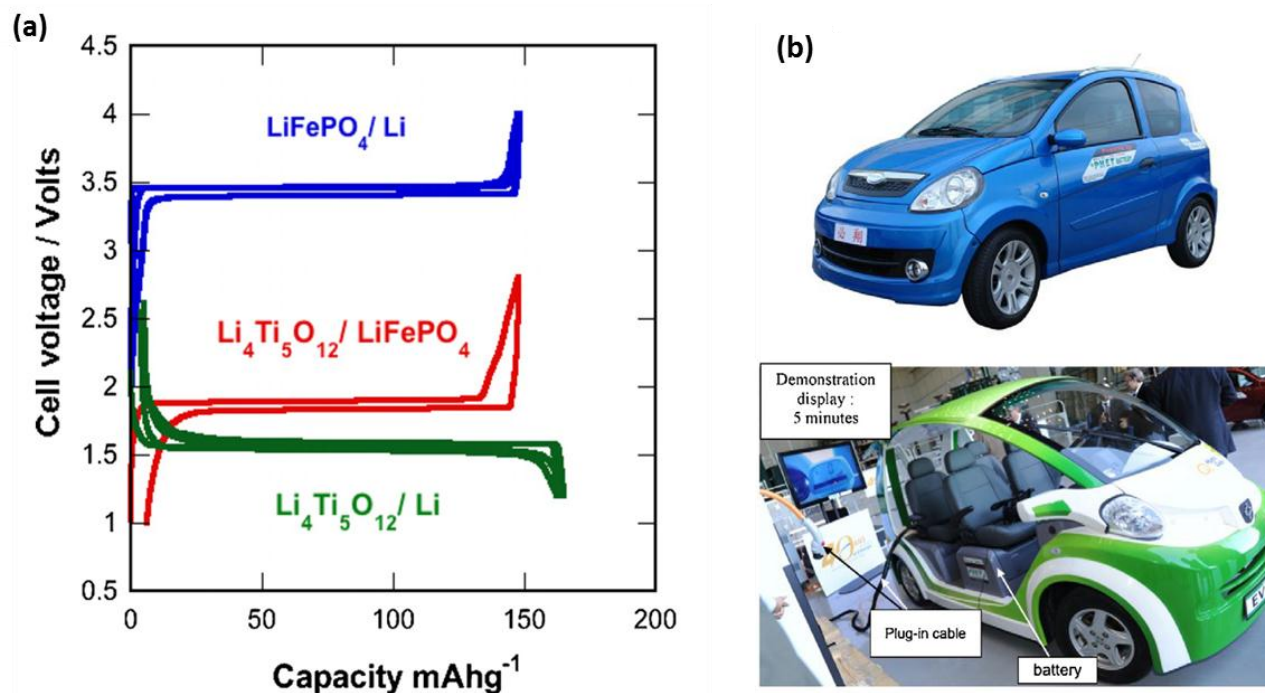 (a)
4.5
4
3.5
3
2.5
2
1.5
1
0.5
Cell voltage / Volts
LiFePO₄/ Li
Li₄Ti₅O₁₂/ LiFePO₄
Li₄Ti₅O₁₂/ Li
0
50
100
150
200
Capacity mAhg⁻¹
(b)
Demonstration
display :
5 minutes
Plug-in cable
battery
EV